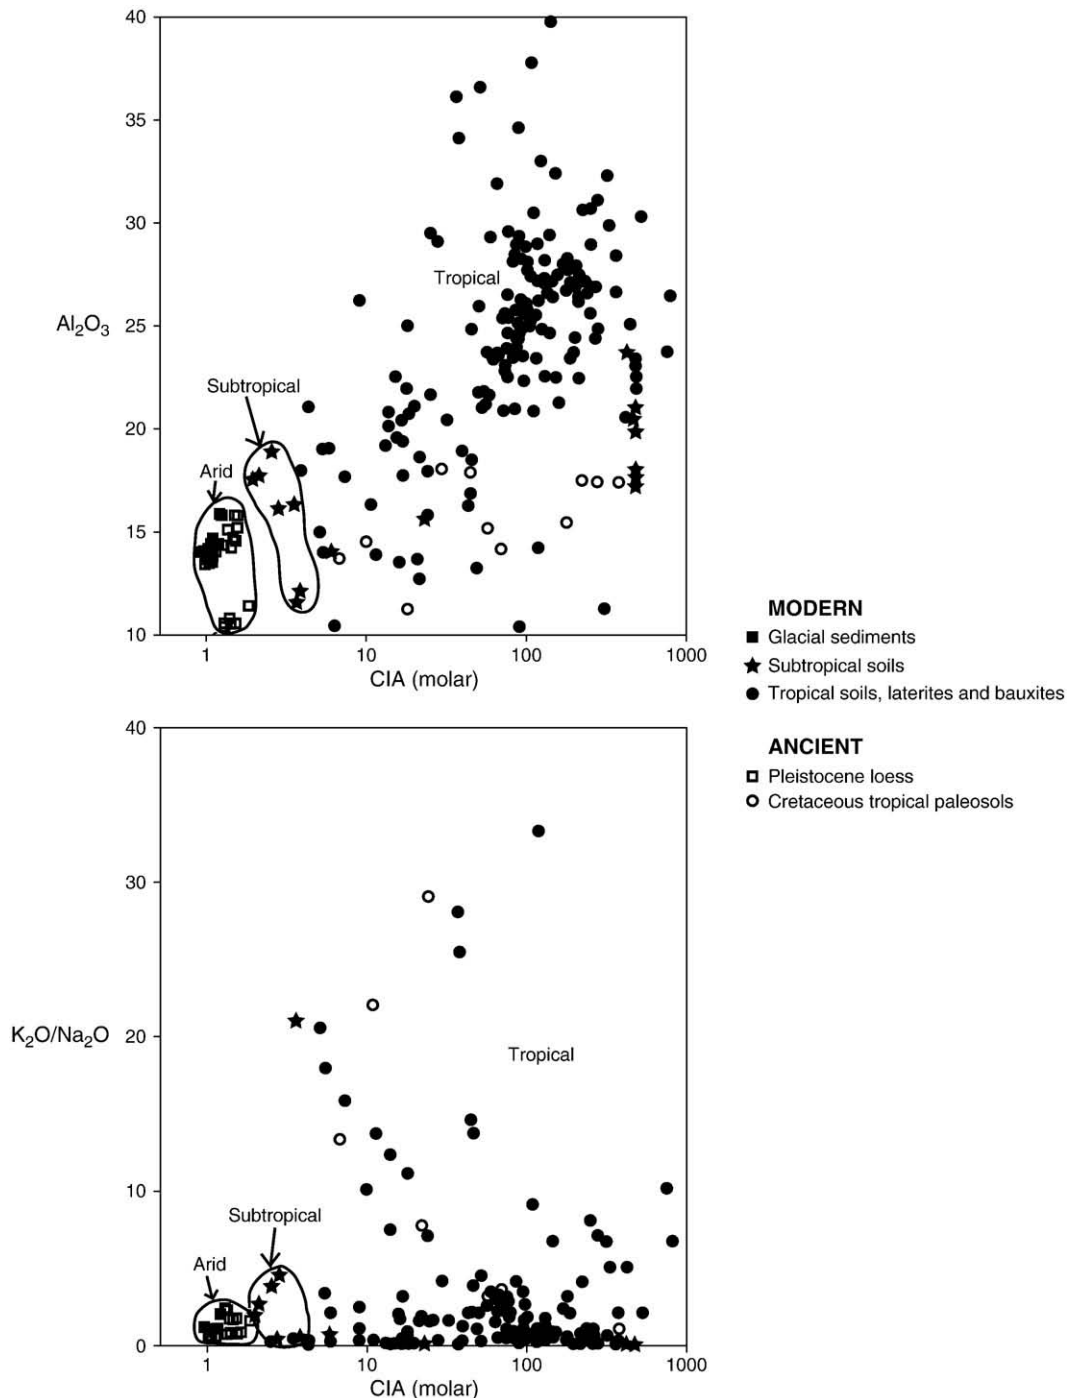 40
35
30
25
20
15
10
Al₂O₃
Tropical
Subtropical
Arid
1
10
100
1000
CIA (molar)
MODERN
Glacial sediments
Subtropical soils
Tropical soils, laterites and bauxites
ANCIENT
Pleistocene loess
Cretaceous tropical paleosols
40
30
20
10
0
K₂O/Na₂O
Tropical
Subtropical
Arid
1
10
100
1000
CIA (molar)